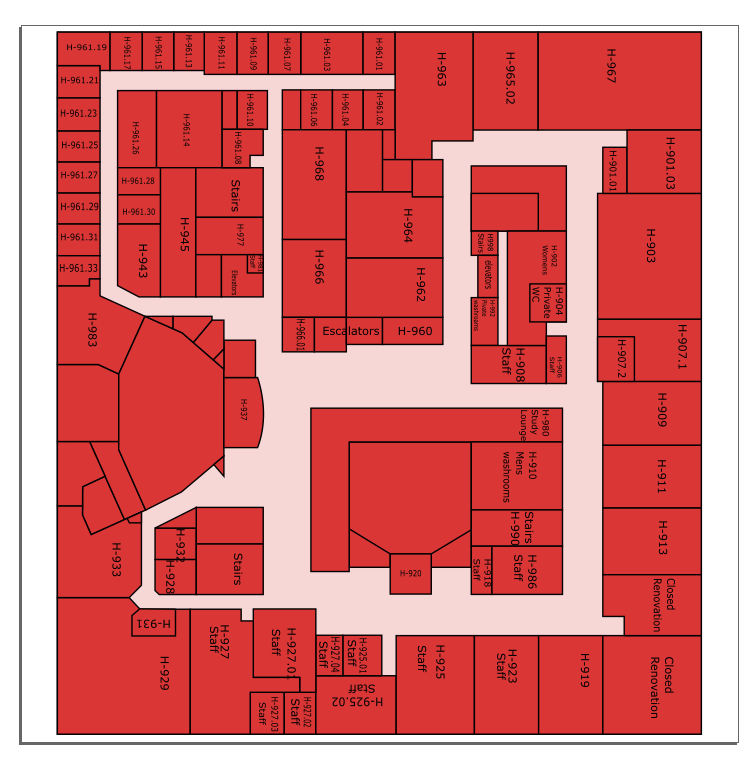 H-961.19
H-961.17
H-961.15
H-961.13
H-961.11
H-961.09
H-961.07
H-961.03
H-961.01
H-963
H-965.02
H-967
H-961.21
H-961.23
H-961.25
H-961.27
H-961.29
H-961.31
H-961.33
H-961.26
H-961.14
H-961.10
H-961.08
H-961.06
H-961.04
H-961.02
H-961.28
H-961.30
H-943
H-945
Stairs
H-977
Staff
Elevators
H-968
H-966
H-966.01
H-964
H-962
Escalators
H-960
H998
Stairs
elevators
H-992
Private
washrooms
H-902
Womens
H-904
Private
WC
H-908
Staff
H-906
Staff
H-901.01
H-901.03
H-903
H-907.1
H-907.2
H-909
H-911
H-913
Closed
Renovation
H-983
H-937
H-980
Study
Lounge
H-910
Mens
washrooms
Stairs
H-990
H-918
Staff
H-986
Staff
H-920
H-933
H-932
H-928
Stairs
H-931
H-929
H-927
Staff
H-927.01
Staff
H-927.04
Staff
H-925.01
Staff
H-925.02
Staff
H-927.03
Staff
H-927.02
Staff
H-925
Staff
H-923
Staff
H-919
Closed
Renovation